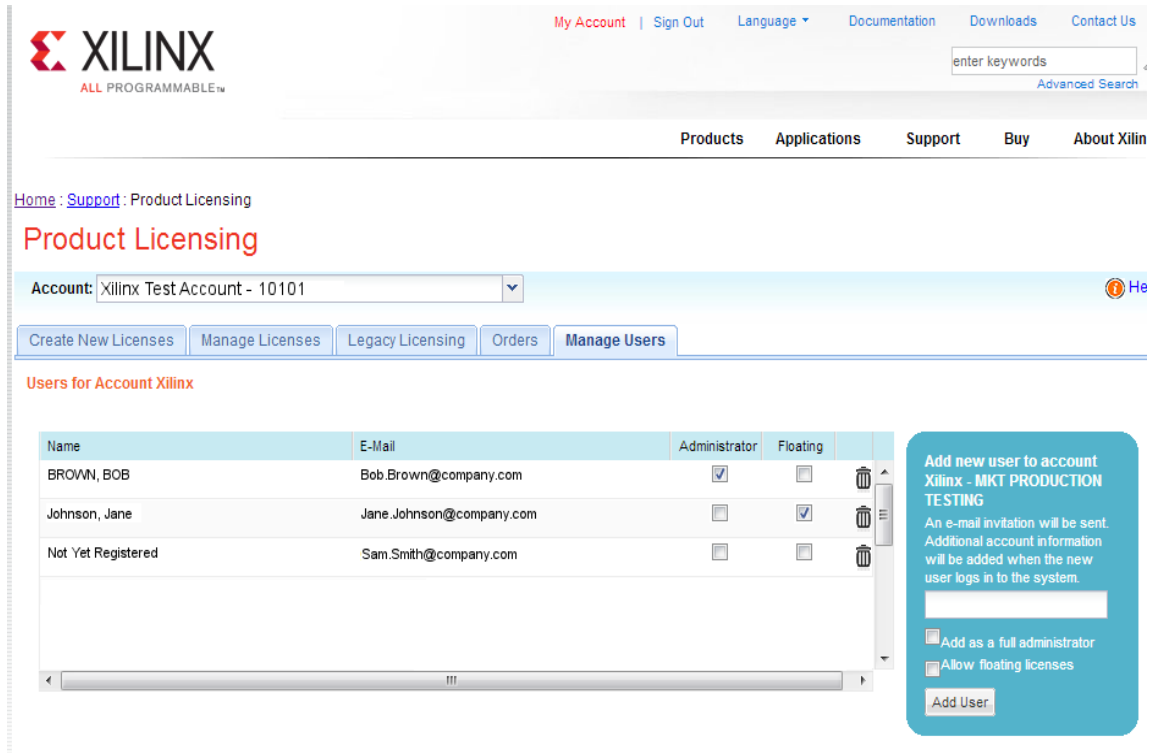 My Account | Sign Out Language Documentation Downloads Contact Us
XILINX
ALL PROGRAMMABLE™
enter keywords
Advanced Search
Products Applications Support Buy About Xilin
Home : Support : Product Licensing
Product Licensing
Account: Xilinx Test Account - 10101
He
Create New Licenses Manage Licenses Legacy Licensing Orders Manage Users
Users for Account Xilinx
Name E-Mail Administrator Floating
BROWN, BOB Bob.Brown@company.com
Johnson, Jane Jane.Johnson@company.com
Not Yet Registered Sam.Smith@company.com
Add new user to account
Xilinx - MKT PRODUCTION
TESTING
An e-mail invitation will be sent.
Additional account information
will be added when the new
user logs in to the system.
Add as a full administrator
Allow floating licenses
Add User